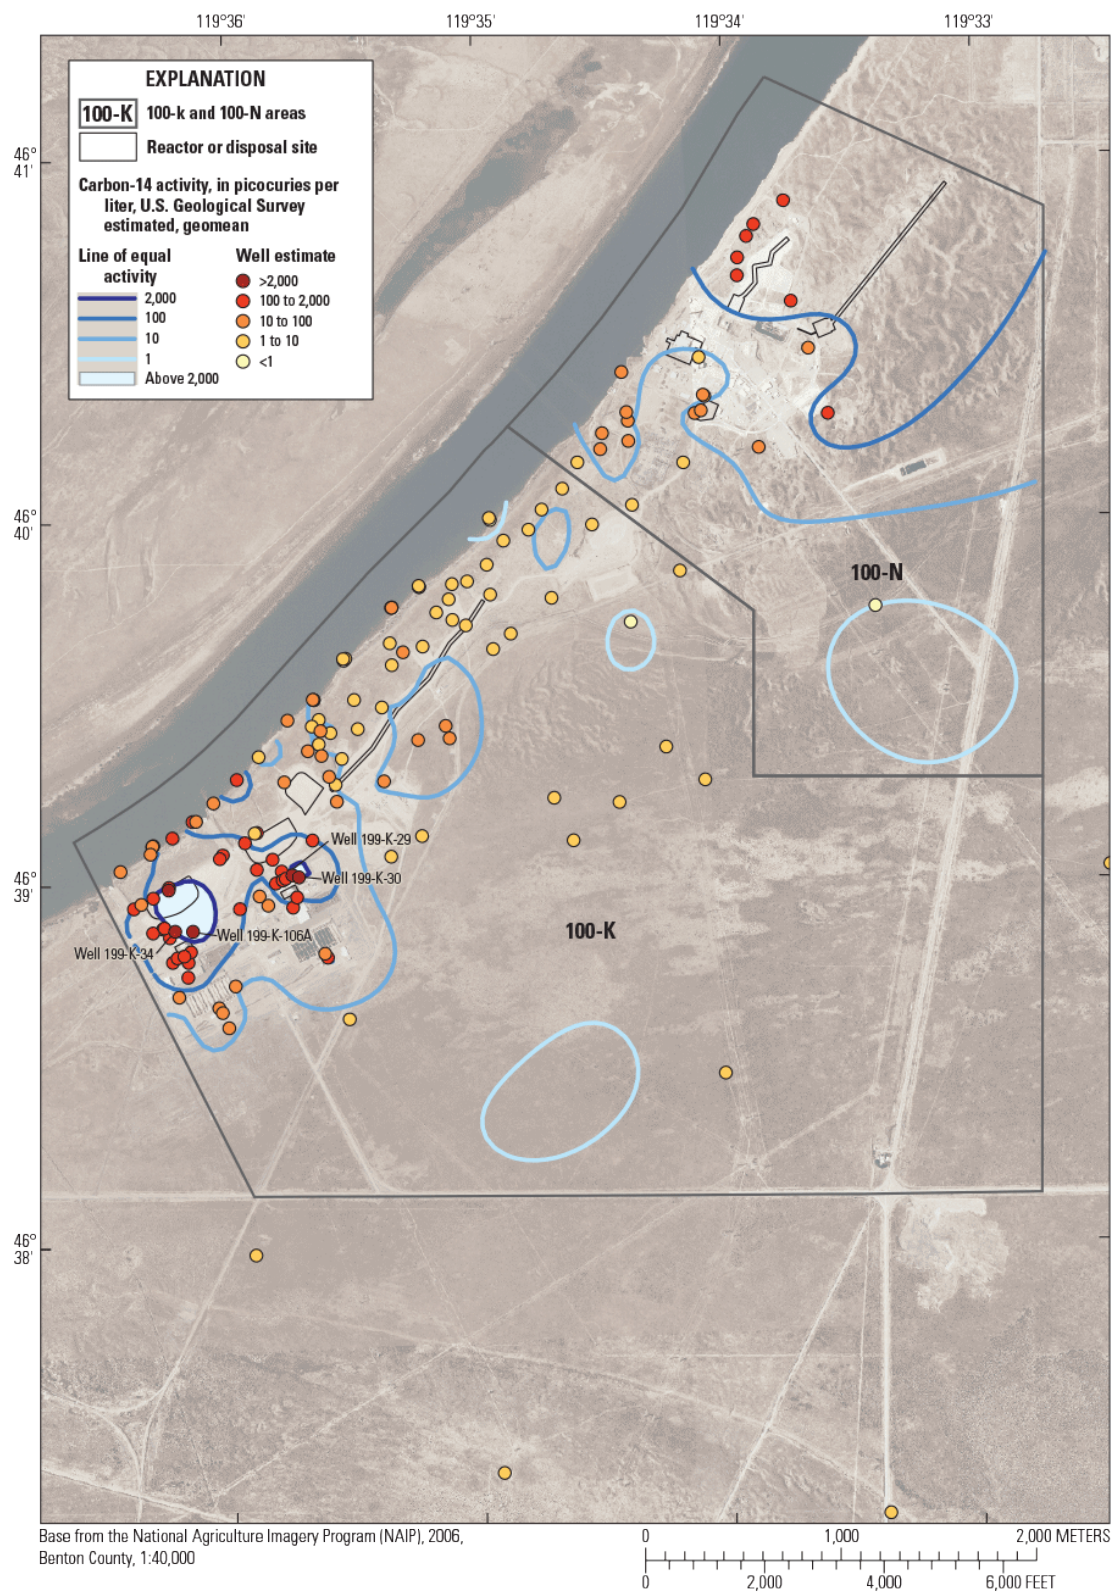 119°36' 119°35' 119°34' 119°33'
EXPLANATION
100-K 100-k and 100-N areas
Reactor or disposal site
Carbon-14 activity, in picocuries per
liter, U.S. Geological Survey
estimated, geomean
Line of equal
activity
2,000
100
10
1
Above 2,000
Well estimate
>2,000
100 to 2,000
10 to 100
1 to 10
<1
46°
41'
46°
40'
100-N
46°
39'
Well 199-K-29
Well 199-K-30
100-K
Well 199-K-106A
Well 199-K-34
46°
38'
Base from the National Agriculture Imagery Program (NAIP), 2006,
Benton County, 1:40,000
0 1,000 2,000 METERS
0 2,000 4,000 6,000 FEET